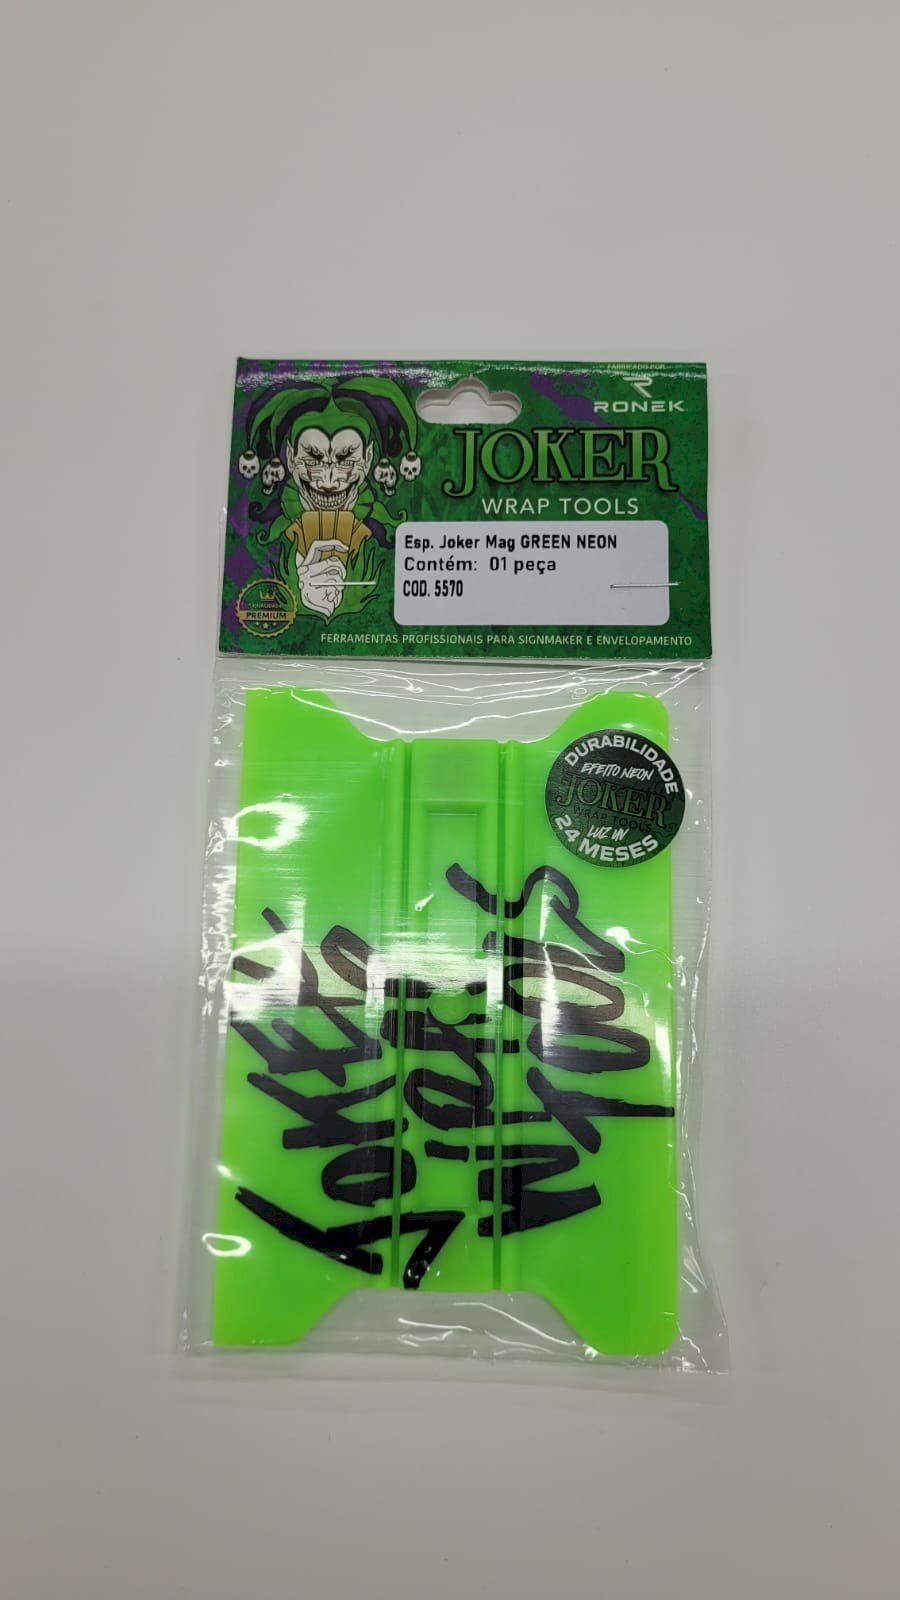 FABRICADO POR
RONEK
JOKER
WRAP TOOLS
Esp. Joker Mag GREEN NEON
Contém: 01 peça
COD. 5570
QUALIDADE
PREMIUM
FERRAMENTAS PROFISSIONAIS PARA SIGNMAKER E ENVELOPAMENTO
DURABILIDADE
EFEITO NEON
JOKER
WRAP TOOLS
LUZ UV
24 MESES